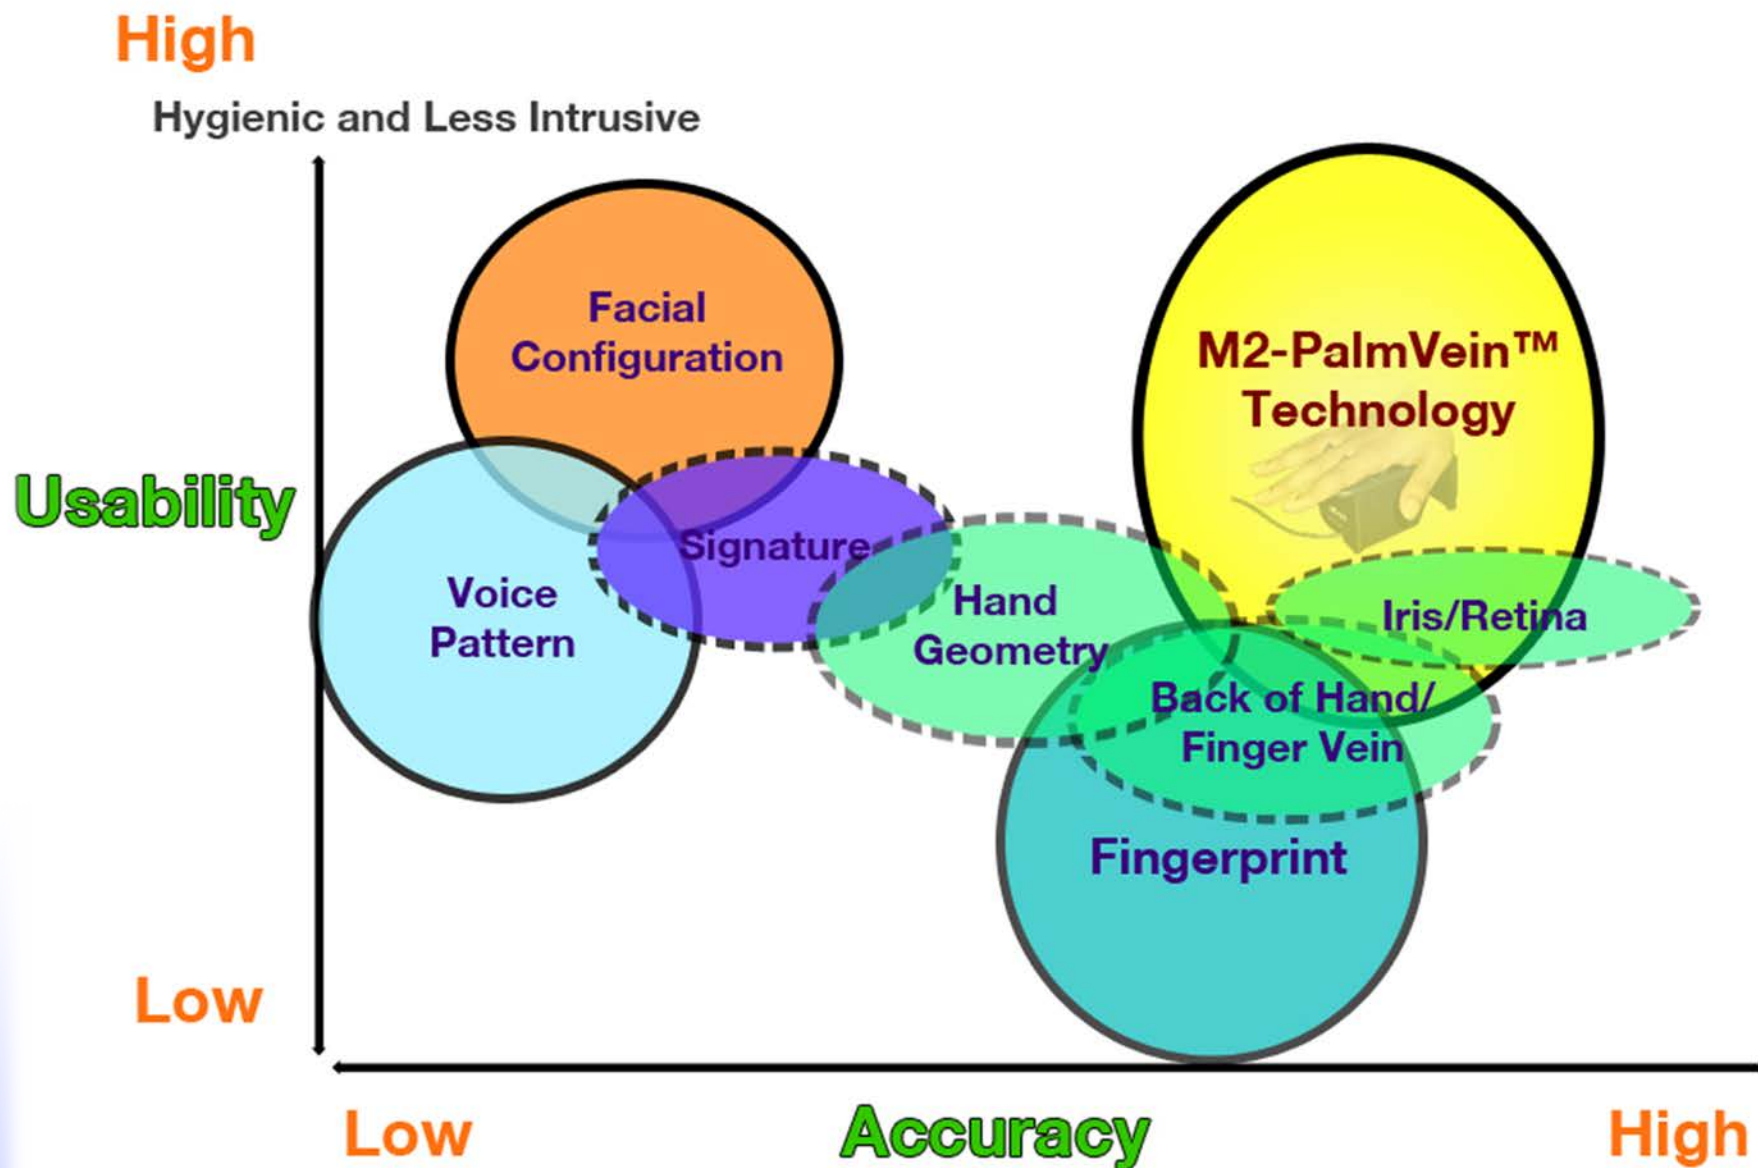 High
Hygienic and Less Intrusive
Facial
Configuration
M2-PalmVein™
Technology
Usability
Signature
Voice
Pattern
Hand
Geometry
Iris/Retina
Back of Hand/
Finger Vein
Fingerprint
Low
Low
Accuracy
High